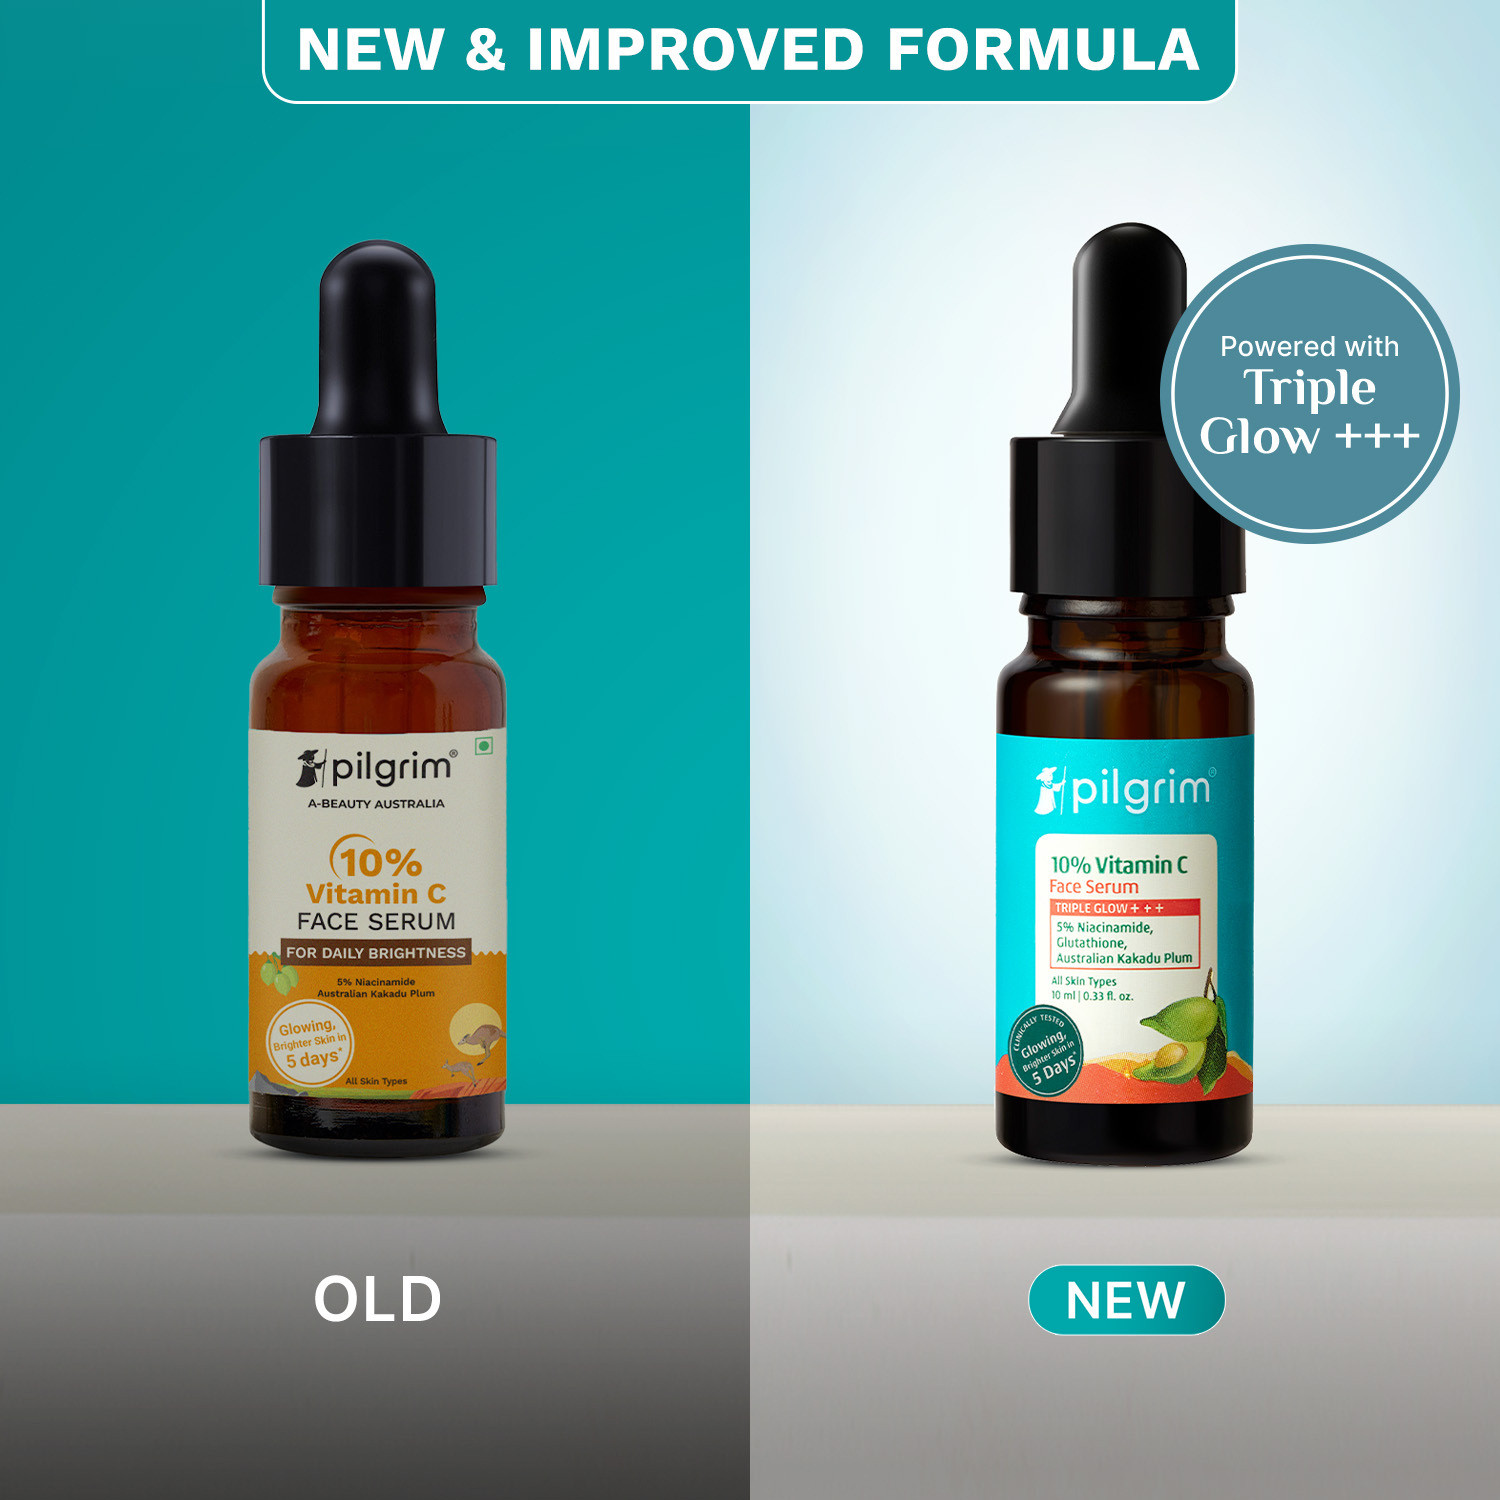 NEW & IMPROVED FORMULA
Powered with
Triple
Glow +++
pilgrim®
A-BEAUTY AUSTRALIA
10%
Vitamin C
FACE SERUM
FOR DAILY BRIGHTNESS
5% Niacinamide
Australian Kakadu Plum
Glowing,
Brighter Skin in
5 days*
All Skin Types
OLD
pilgrim®
10% Vitamin C
Face Serum
TRIPLE GLOW + + +
5% Niacinamide,
Glutathione,
Australian Kakadu Plum
All Skin Types
10 ml | 0.33 fl. oz.
CLINICALLY TESTED
Glowing,
Brighter Skin in
5 Days*
NEW